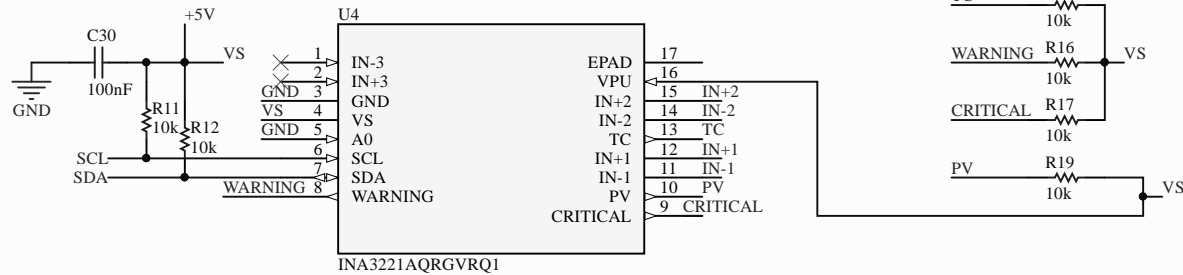 +5V
C30
VS
100nF
GND
R11
10k
R12
10k
SCL
SDA
U4
1 IN-3
2 IN+3
GND 3 GND
VS 4 VS
GND 5 A0
6 SCL
7 SDA
WARNING 8 WARNING
EPAD 17
VPU 16
IN+2 15 IN+2
IN-2 14 IN-2
TC 13 TC
IN+1 12 IN+1
IN-1 11 IN-1
PV 10 PV
CRITICAL 9 CRITICAL
INA3221AQRGVRQ1
10k
WARNING R16 VS
10k
CRITICAL R17
10k
PV R19
10k
VS